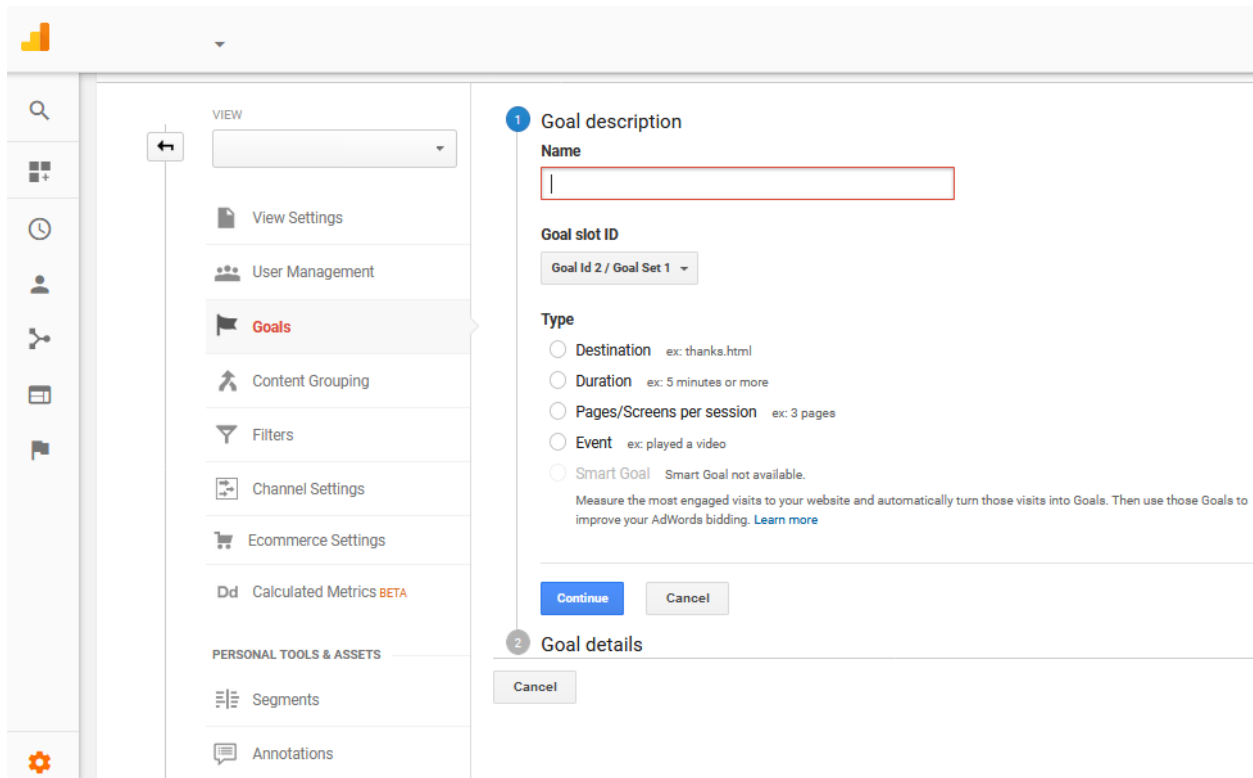 VIEW
View Settings
User Management
Goals
Content Grouping
Filters
Channel Settings
Ecommerce Settings
Dd Calculated Metrics BETA
PERSONAL TOOLS & ASSETS
Segments
Annotations
1 Goal description
Name
Goal slot ID
Goal Id 2 / Goal Set 1
Type
Destination ex: thanks.html
Duration ex: 5 minutes or more
Pages/Screens per session ex: 3 pages
Event ex: played a video
Smart Goal Smart Goal not available.
Measure the most engaged visits to your website and automatically turn those visits into Goals. Then use those Goals to
improve your AdWords bidding. Learn more
Continue Cancel
2 Goal details
Cancel